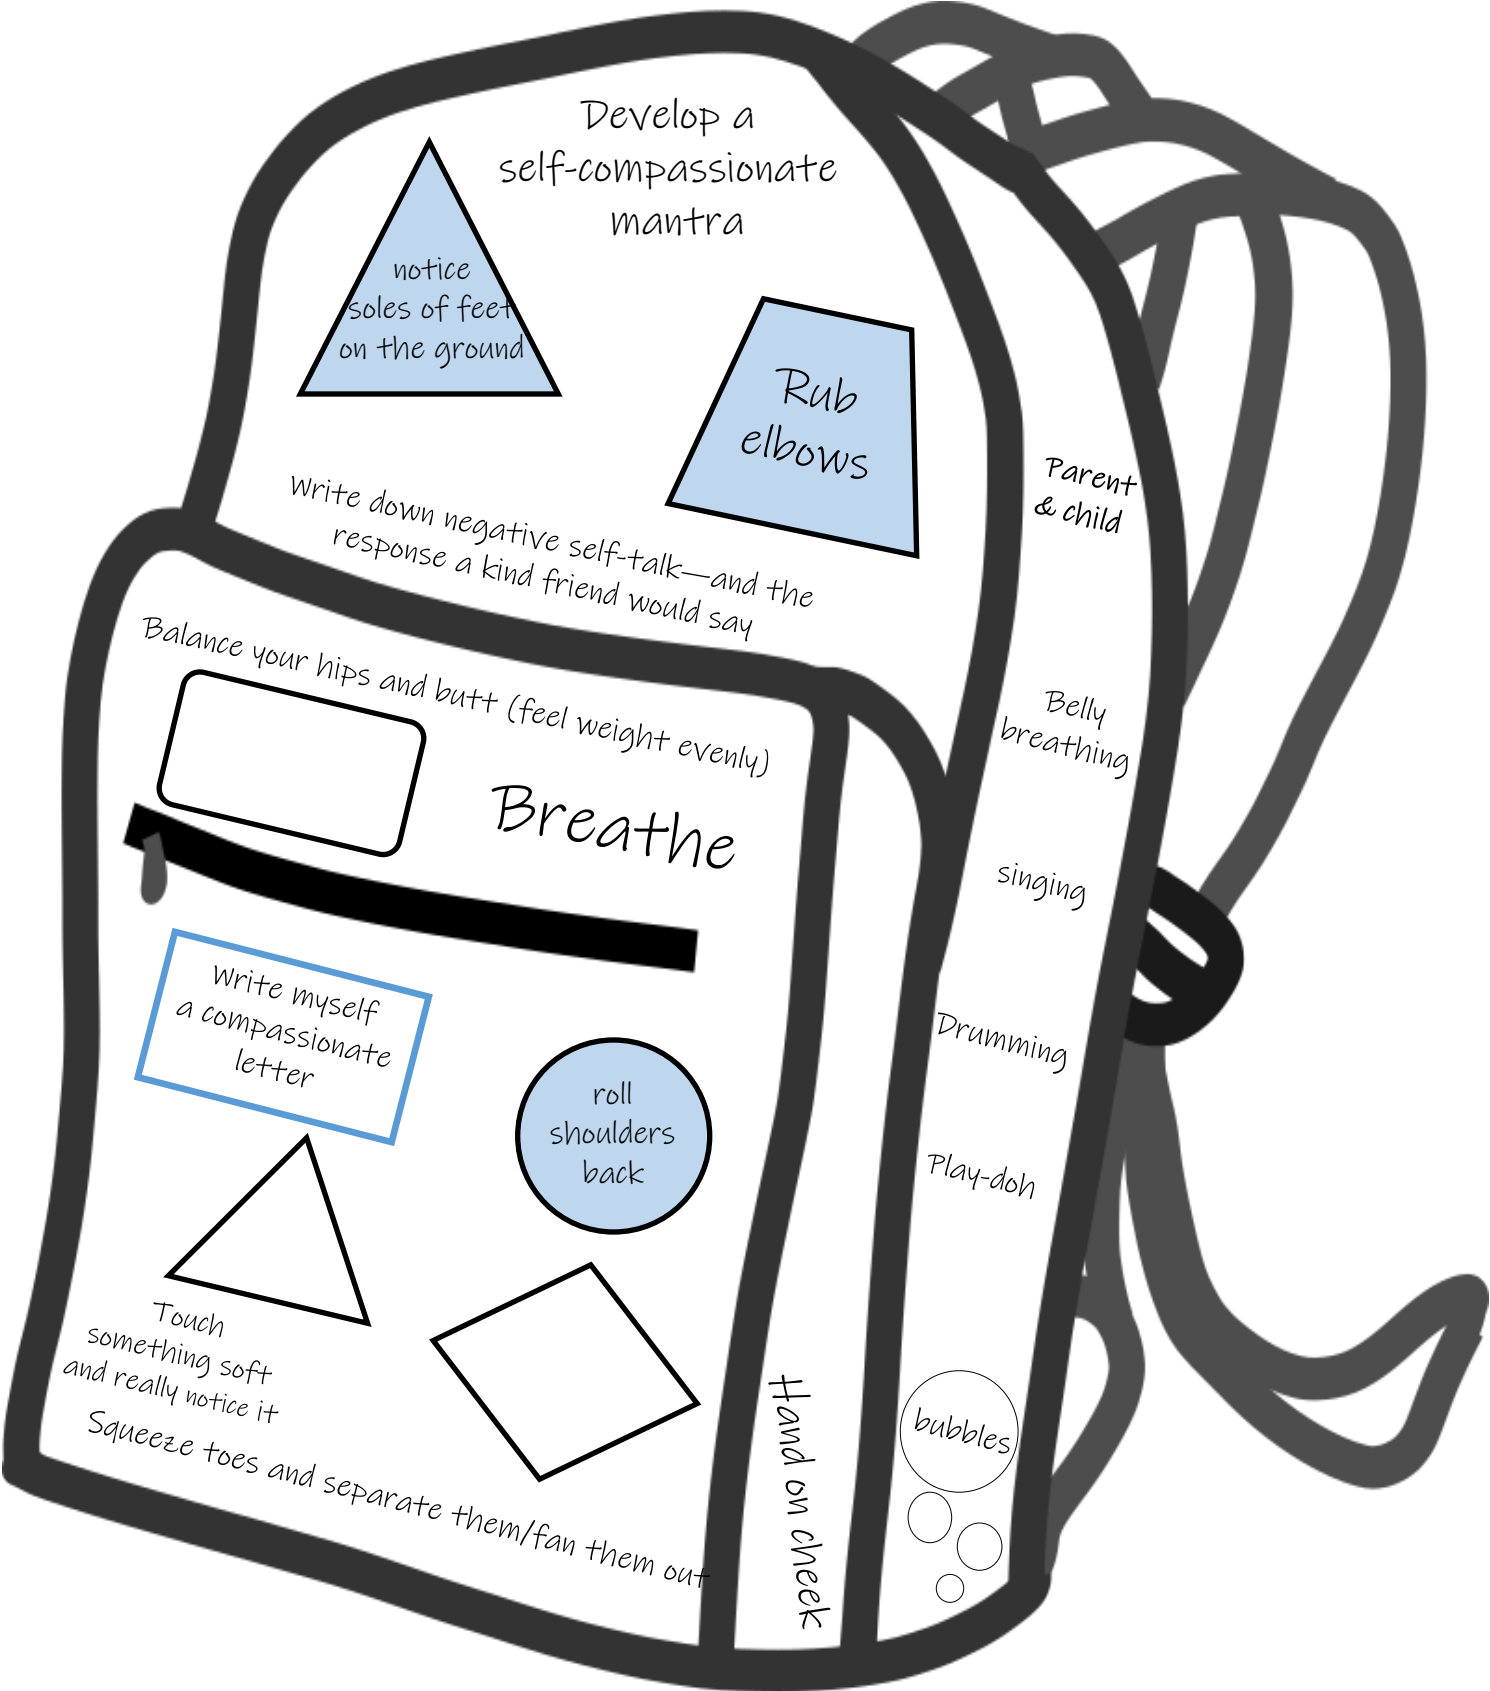 Develop a
self-compassionate
mantra
notice
soles of feet
on the ground
Rub
elbows
Write down negative self-talk—and the
response a kind friend would say
Balance your hips and butt (feel weight evenly)
Breathe
Write myself
a compassionate
letter
roll
shoulders
back
Touch
something soft
and really notice it
Squeeze toes and separate them/fan them out
Hand on cheek
Parent
& child
Belly
breathing
singing
Drumming
Play-doh
bubbles